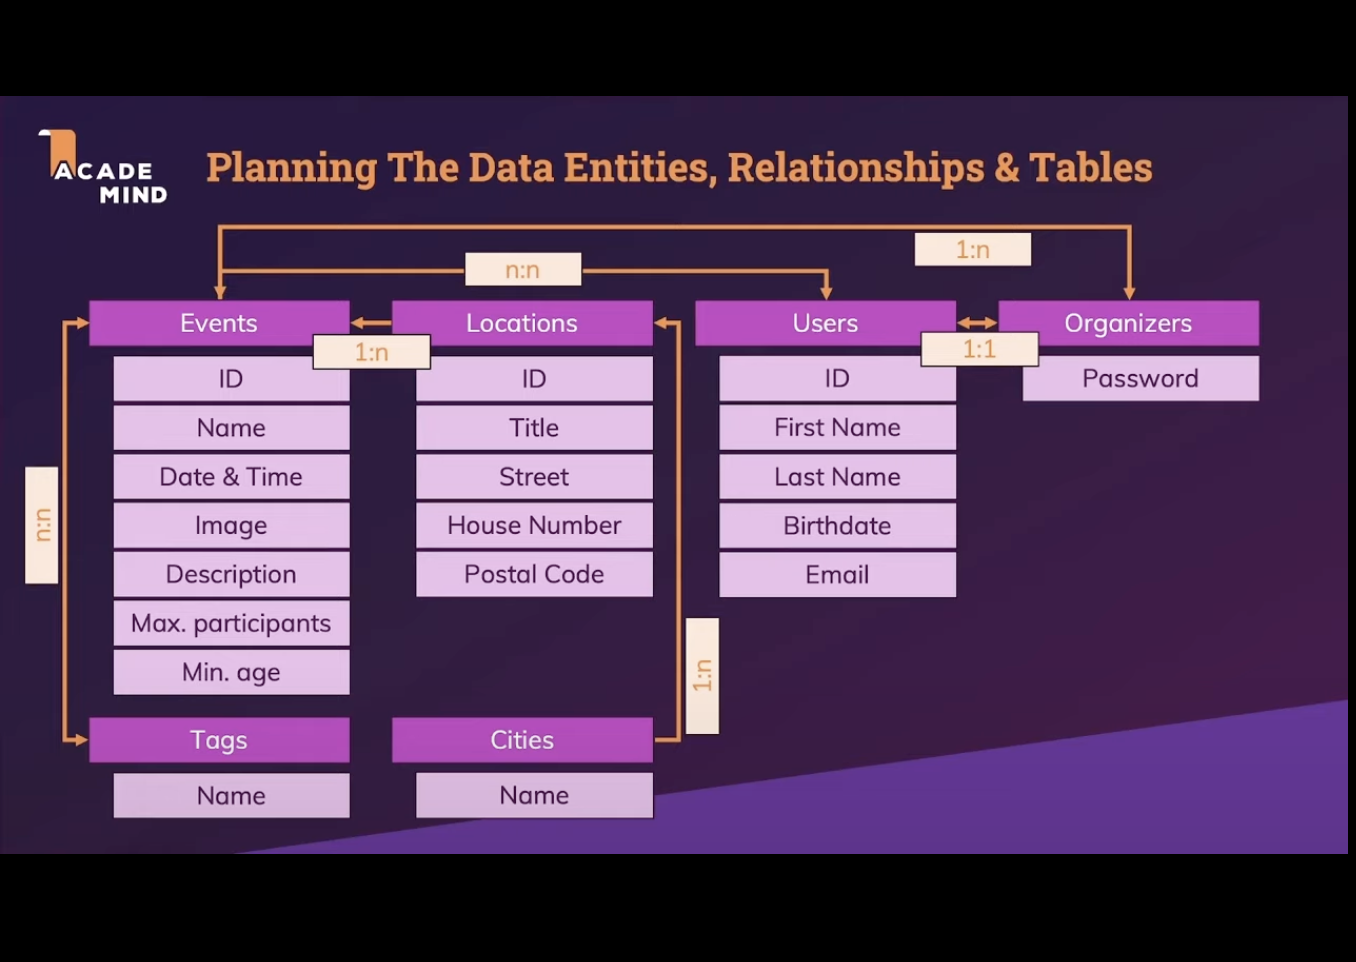 ACADE
MIND
Planning The Data Entities, Relationships & Tables
1:n
n:n
Events
Locations
Users
Organizers
1:n
1:1
ID
Name
Date & Time
Image
Description
Max. participants
Min. age
ID
Title
Street
House Number
Postal Code
ID
First Name
Last Name
Birthdate
Email
Password
n:n
1:n
Tags
Name
Cities
Name